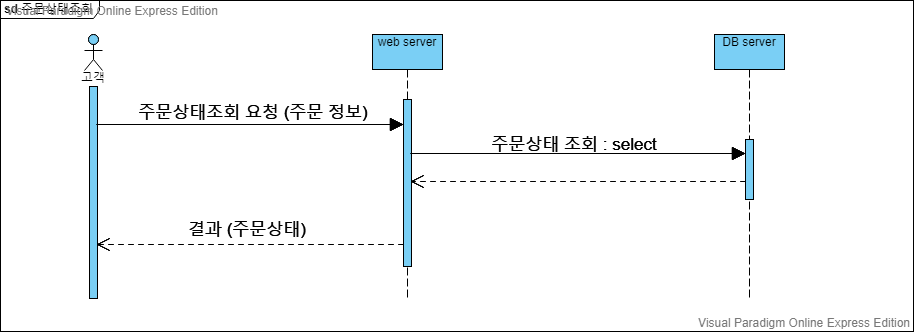 sd 주문상태조회
Visual Paradigm Online Express Edition
고객
web server
DB server
주문상태조회 요청 (주문 정보)
주문상태 조회 : select
결과 (주문상태)
Visual Paradigm Online Express Edition